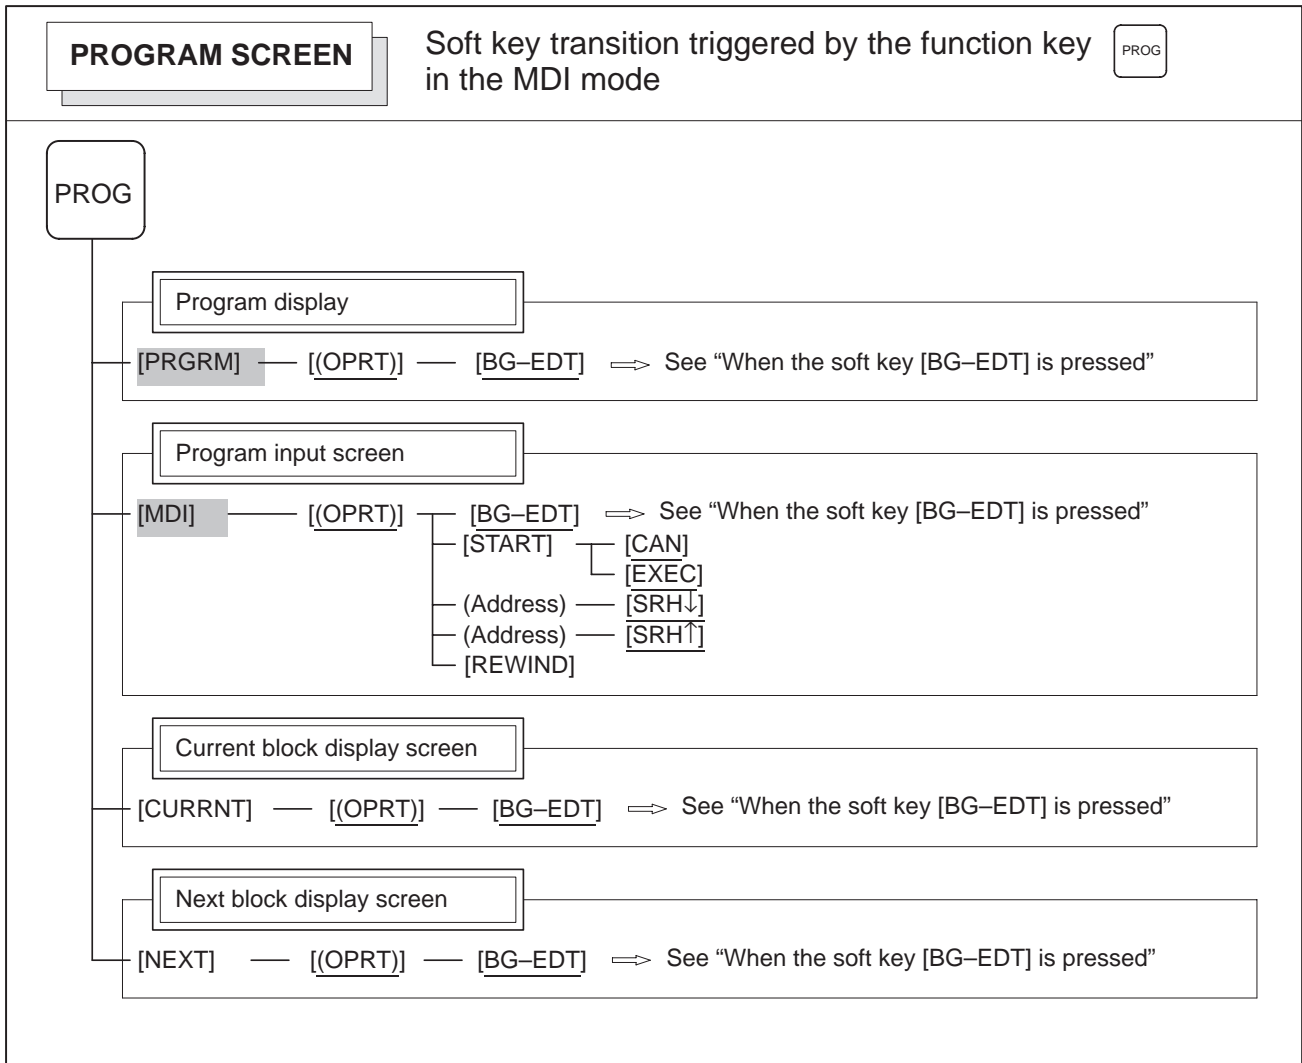 PROGRAM SCREEN
Soft key transition triggered by the function key
in the MDI mode
PROG
PROG
Program display
[PRGRM] [(OPRT)] [BG–EDT] ⇒ See “When the soft key [BG–EDT] is pressed”
Program input screen
[MDI] [(OPRT)] [BG–EDT] ⇒ See “When the soft key [BG–EDT] is pressed”
[START] [CAN]
[EXEC]
(Address) [SRH↓]
(Address) [SRH↑]
[REWIND]
Current block display screen
[CURRNT] [(OPRT)] [BG–EDT] ⇒ See “When the soft key [BG–EDT] is pressed”
Next block display screen
[NEXT] [(OPRT)] [BG–EDT] ⇒ See “When the soft key [BG–EDT] is pressed”